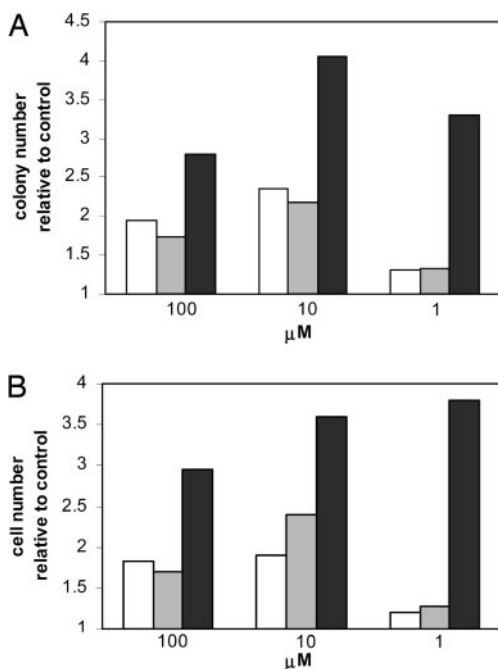 A
colony number
relative to control
4.5
4
3.5
3
2.5
2
1.5
1
100 10 1
μM
B
cell number
relative to control
4
3.5
3
2.5
2
1.5
1
100 10 1
μM